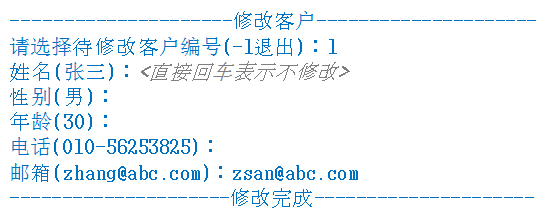 ---------------------修改客户---------------------
请选择待修改客户编号(-1退出)：1
姓名(张三)：<直接回车表示不修改>
性别(男)：
年龄(30)：
电话(010-56253825)：
邮箱(zhang@abc.com)：zsan@abc.com
---------------------修改完成---------------------